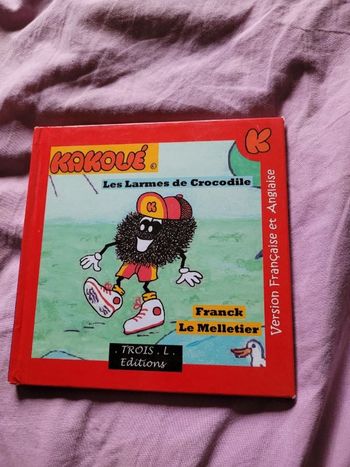 KAKOUÉ ©
K
Les Larmes de Crocodile
K
Version Française et Anglaise
Franck
Le Melletier
. TROIS . L .
Editions